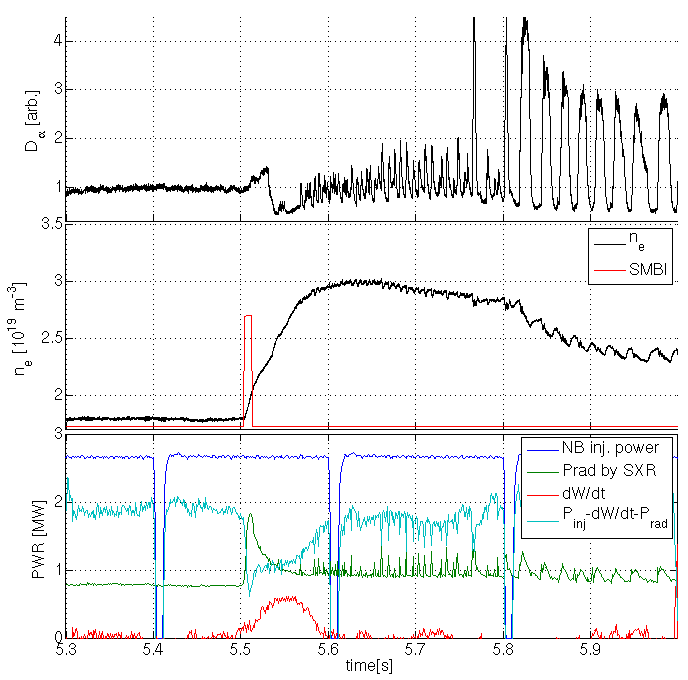 4
3
2
1
D_α [arb.]
3.5
3
2.5
2
n_e [10^19 m^-3]
n_e
SMBI
3
2
1
0
PWR [MW]
NB inj. power
Prad by SXR
dW/dt
P_inj-dW/dt-P_rad
5.3 5.4 5.5 5.6 5.7 5.8 5.9
time[s]